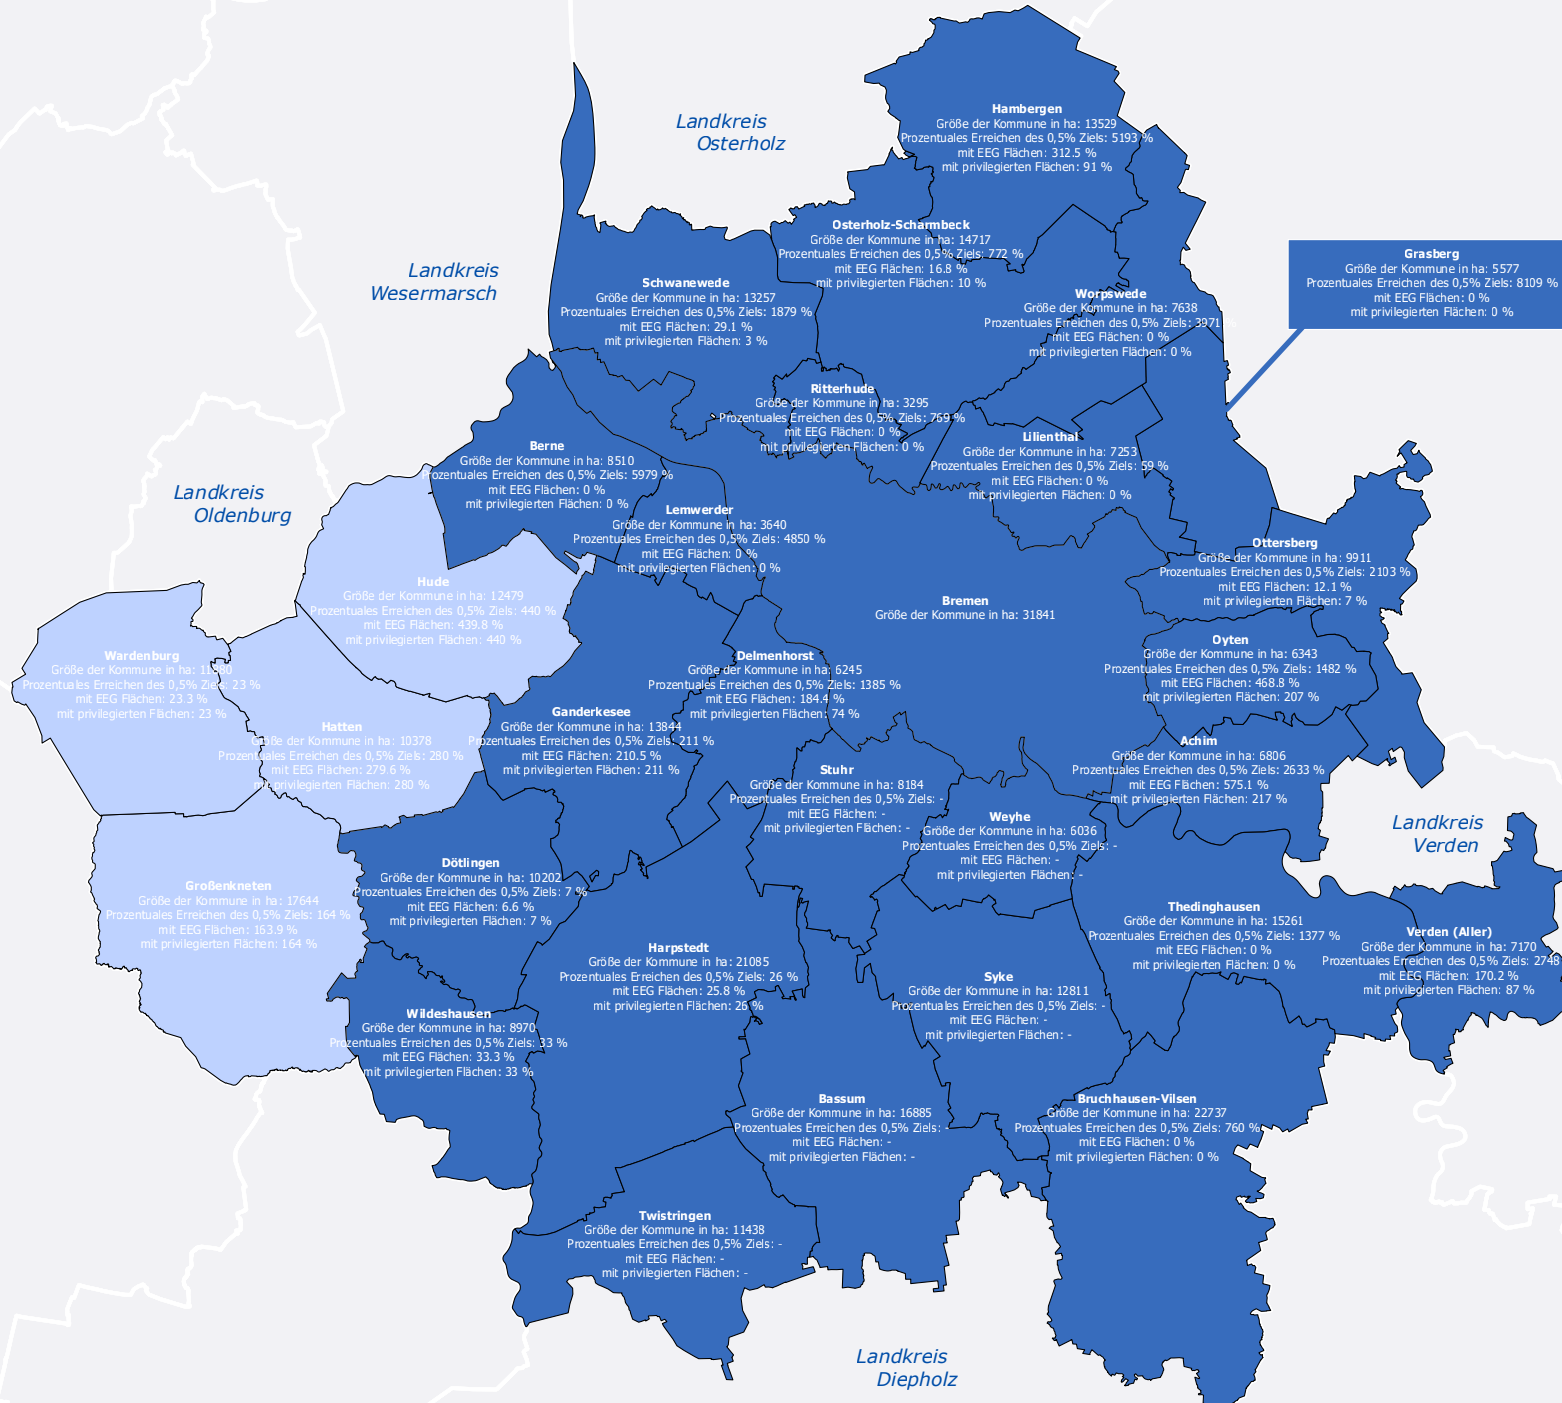 Hambergen
Größe der Kommune in ha: 13529
Prozentuales Erreichen des 0,5% Ziels: 5193 %
mit EEG Flächen: 312.5 %
mit privilegierten Flächen: 91 %
Landkreis
Osterholz
Osterholz-Scharmbeck
Größe der Kommune in ha: 14717
Prozentuales Erreichen des 0,5% Ziels: 772 %
mit EEG Flächen: 16.8 %
mit privilegierten Flächen: 10 %
Grasberg
Größe der Kommune in ha: 5577
Prozentuales Erreichen des 0,5% Ziels: 8109 %
mit EEG Flächen: 0 %
mit privilegierten Flächen: 0 %
Landkreis
Wesermarsch
Schwanewede
Größe der Kommune in ha: 13257
Prozentuales Erreichen des 0,5% Ziels: 1879 %
mit EEG Flächen: 29.1 %
mit privilegierten Flächen: 3 %
Worpswede
Größe der Kommune in ha: 7638
Prozentuales Erreichen des 0,5% Ziels: 3971 %
mit EEG Flächen: 0 %
mit privilegierten Flächen: 0 %
Ritterhude
Größe der Kommune in ha: 3295
Prozentuales Erreichen des 0,5% Ziels: 769 %
mit EEG Flächen: 0 %
mit privilegierten Flächen: 0 %
Lilienthal
Größe der Kommune in ha: 7253
Prozentuales Erreichen des 0,5% Ziels: 59 %
mit EEG Flächen: 0 %
mit privilegierten Flächen: 0 %
Berne
Größe der Kommune in ha: 8510
Prozentuales Erreichen des 0,5% Ziels: 5979 %
mit EEG Flächen: 0 %
mit privilegierten Flächen: 0 %
Landkreis
Oldenburg
Lemwerder
Größe der Kommune in ha: 3640
Prozentuales Erreichen des 0,5% Ziels: 4850 %
mit EEG Flächen: 0 %
mit privilegierten Flächen: 0 %
Ottersberg
Größe der Kommune in ha: 9911
Prozentuales Erreichen des 0,5% Ziels: 2103 %
mit EEG Flächen: 12.1 %
mit privilegierten Flächen: 7 %
Hude
Größe der Kommune in ha: 12479
Prozentuales Erreichen des 0,5% Ziels: 440 %
mit EEG Flächen: 439.8 %
mit privilegierten Flächen: 440 %
Bremen
Größe der Kommune in ha: 31841
Oyten
Größe der Kommune in ha: 6343
Prozentuales Erreichen des 0,5% Ziels: 1482 %
mit EEG Flächen: 468.8 %
mit privilegierten Flächen: 207 %
Wardenburg
Größe der Kommune in ha:
Prozentuales Erreichen des 0,5% Ziels: 23 %
mit EEG Flächen: 23.3 %
mit privilegierten Flächen: 23 %
Delmenhorst
Größe der Kommune in ha: 6245
Prozentuales Erreichen des 0,5% Ziels: 1385 %
mit EEG Flächen: 184.4 %
mit privilegierten Flächen: 74 %
Hatten
Größe der Kommune in ha: 10378
Prozentuales Erreichen des 0,5% Ziels: 280 %
mit EEG Flächen: 279.6 %
mit privilegierten Flächen: 280 %
Ganderkesee
Größe der Kommune in ha: 13844
Prozentuales Erreichen des 0,5% Ziels: 211 %
mit EEG Flächen: 210.5 %
mit privilegierten Flächen: 211 %
Achim
Größe der Kommune in ha: 6806
Prozentuales Erreichen des 0,5% Ziels: 2633 %
mit EEG Flächen: 575.1 %
mit privilegierten Flächen: 217 %
Stuhr
Größe der Kommune in ha: 8184
Prozentuales Erreichen des 0,5% Ziels: -
mit EEG Flächen: -
mit privilegierten Flächen: -
Weyhe
Größe der Kommune in ha: 6036
Prozentuales Erreichen des 0,5% Ziels: -
mit EEG Flächen: -
mit privilegierten Flächen: -
Landkreis
Verden
Dötlingen
Größe der Kommune in ha: 10202
Prozentuales Erreichen des 0,5% Ziels: 7 %
mit EEG Flächen: 6.6 %
mit privilegierten Flächen: 7 %
Großenkneten
Größe der Kommune in ha: 17644
Prozentuales Erreichen des 0,5% Ziels: 164 %
mit EEG Flächen: 163.9 %
mit privilegierten Flächen: 164 %
Thedinghausen
Größe der Kommune in ha: 15261
Prozentuales Erreichen des 0,5% Ziels: 1377 %
mit EEG Flächen: 0 %
mit privilegierten Flächen: 0 %
Verden (Aller)
Größe der Kommune in ha: 7170
Prozentuales Erreichen des 0,5% Ziels: 2748
mit EEG Flächen: 170.2 %
mit privilegierten Flächen: 87 %
Harpstedt
Größe der Kommune in ha: 21085
Prozentuales Erreichen des 0,5% Ziels: 26 %
mit EEG Flächen: 25.8 %
mit privilegierten Flächen: 26 %
Syke
Größe der Kommune in ha: 12811
Prozentuales Erreichen des 0,5% Ziels: -
mit EEG Flächen: -
mit privilegierten Flächen: -
Wildeshausen
Größe der Kommune in ha: 8970
Prozentuales Erreichen des 0,5% Ziels: 33 %
mit EEG Flächen: 33.3 %
mit privilegierten Flächen: 33 %
Bassum
Größe der Kommune in ha: 16885
Prozentuales Erreichen des 0,5% Ziels: -
mit EEG Flächen: -
mit privilegierten Flächen: -
Bruchhausen-Vilsen
Größe der Kommune in ha: 22737
Prozentuales Erreichen des 0,5% Ziels: 760 %
mit EEG Flächen: 0 %
mit privilegierten Flächen: 0 %
Twistringen
Größe der Kommune in ha: 11438
Prozentuales Erreichen des 0,5% Ziels: -
mit EEG Flächen: -
mit privilegierten Flächen: -
Landkreis
Diepholz